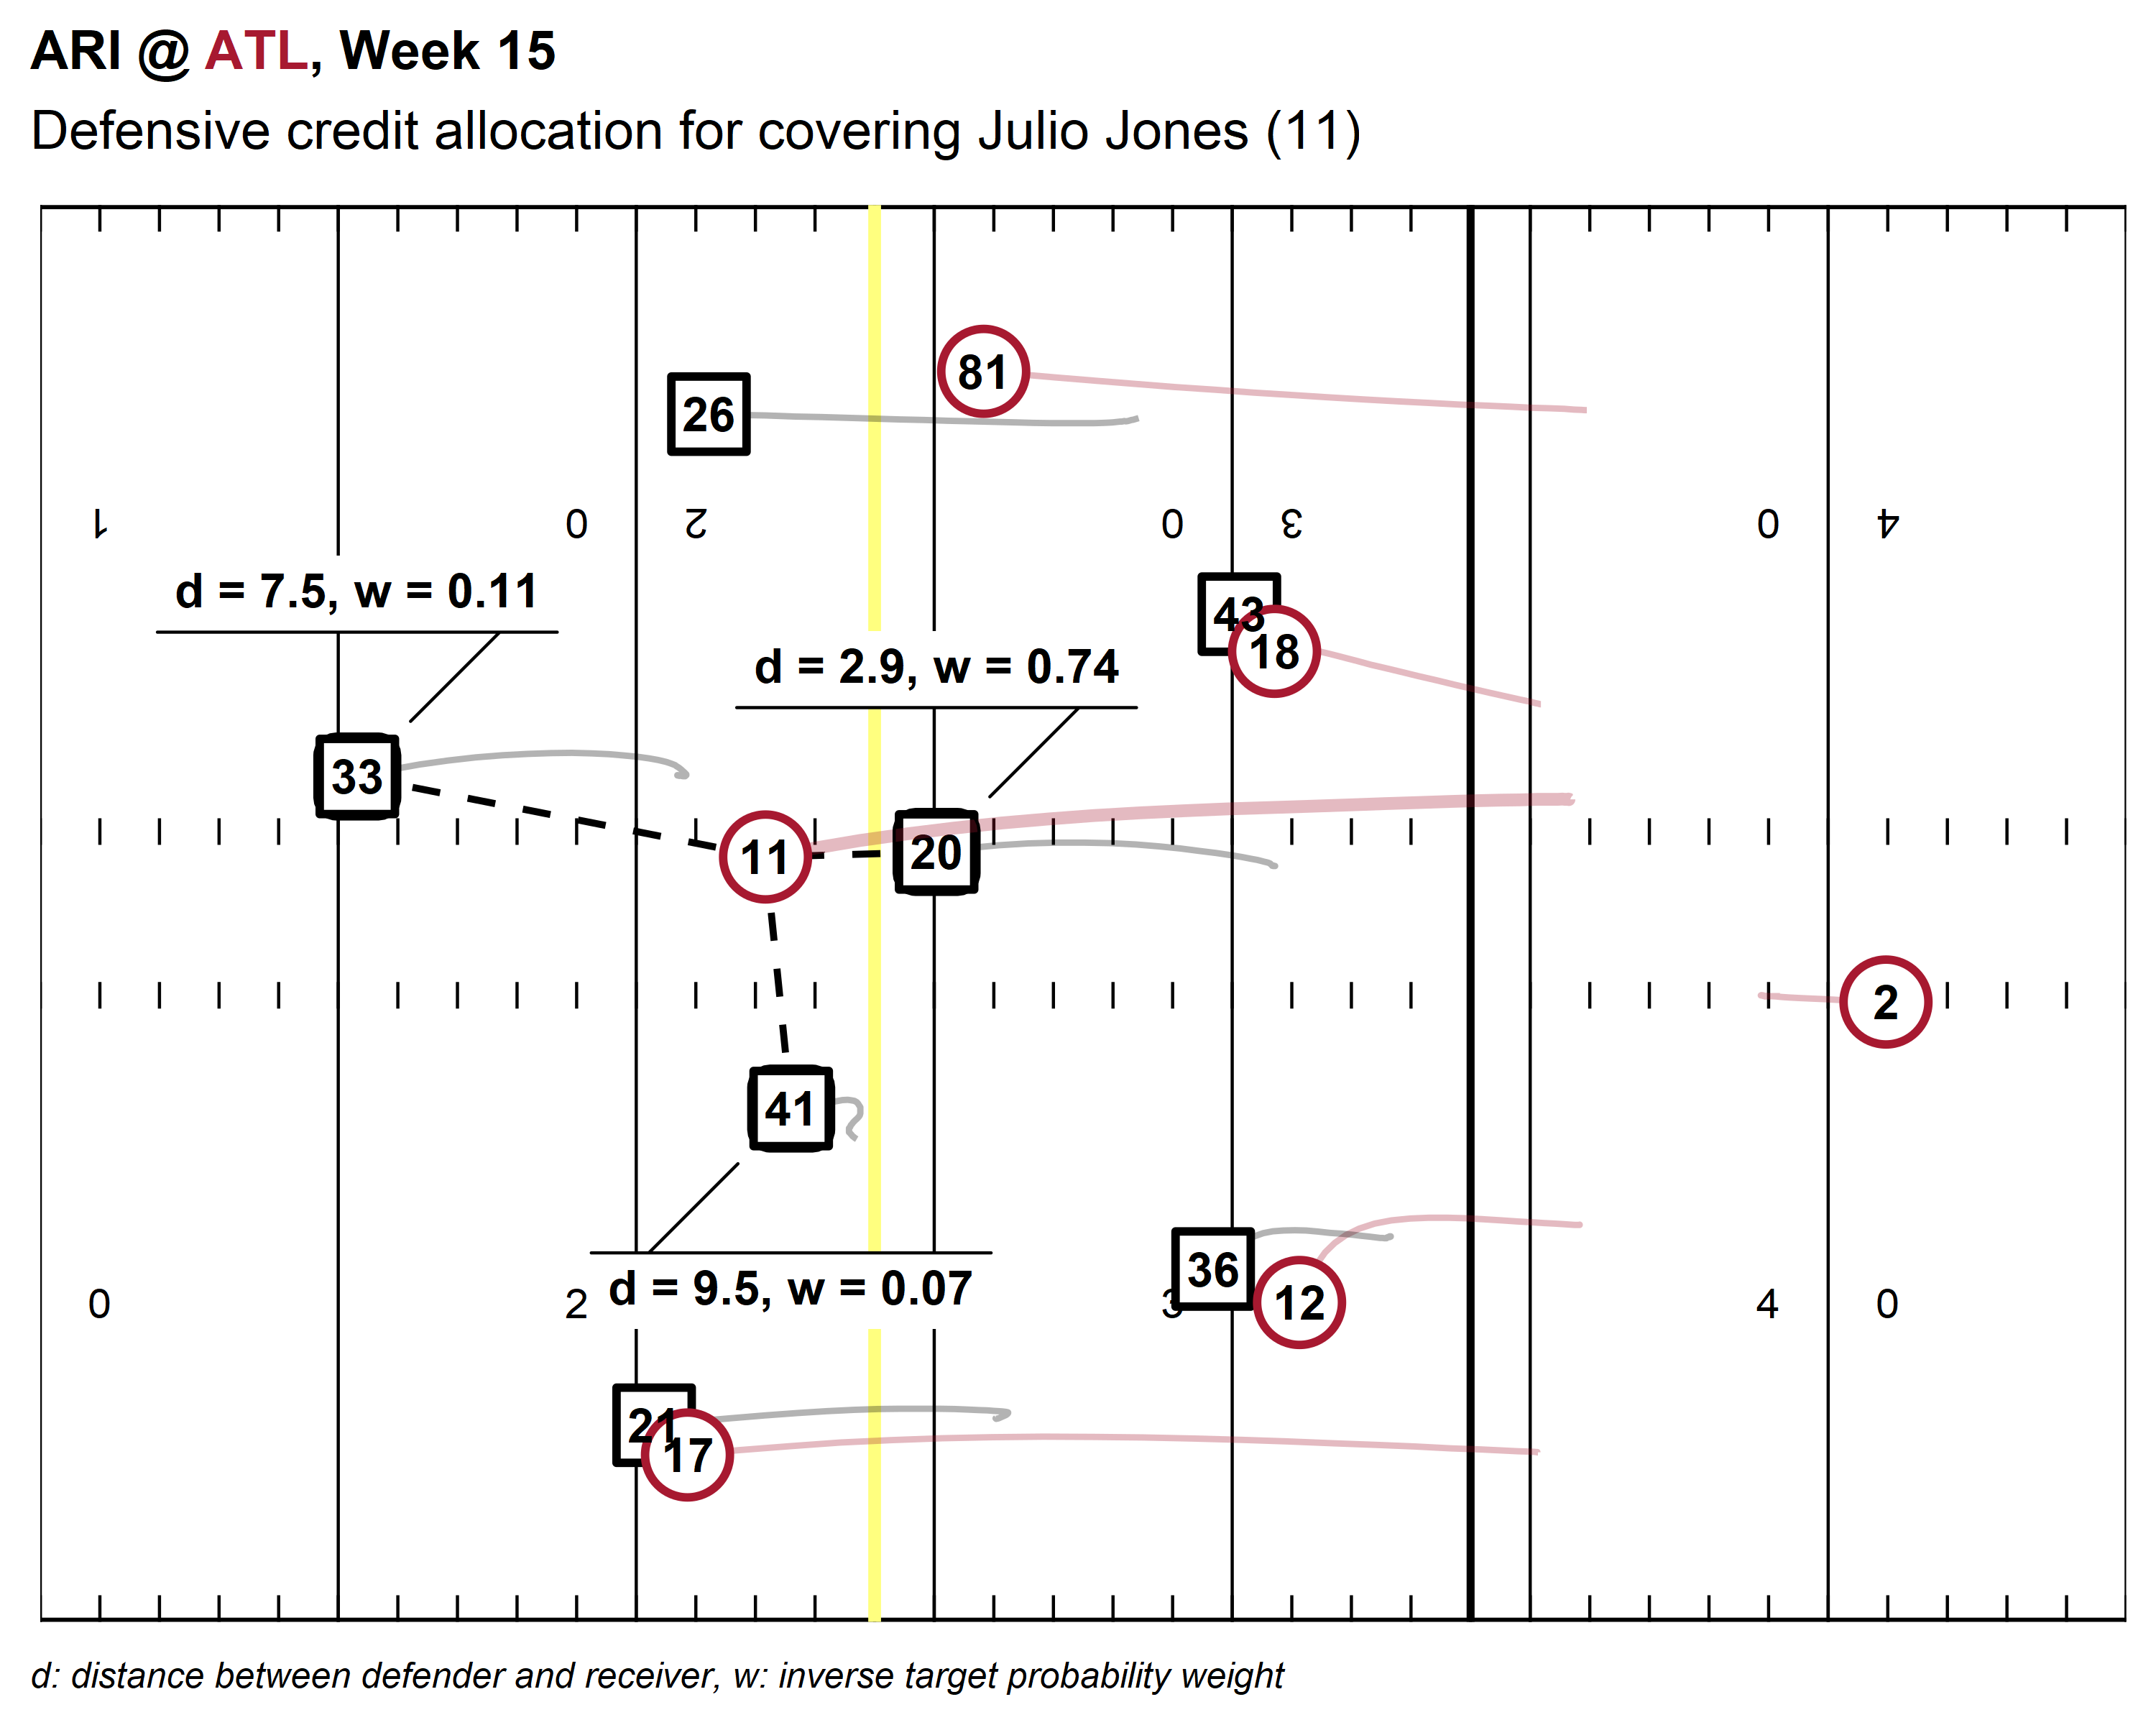 ARI @ ATL, Week 15
Defensive credit allocation for covering Julio Jones (11)
81
26
1 0 2 0 3 0 4
d = 7.5, w = 0.11
43
18
d = 2.9, w = 0.74
33
11
20
2
41
36
d = 9.5, w = 0.07
0 2 3 4 0
12
21
17
d: distance between defender and receiver, w: inverse target probability weight